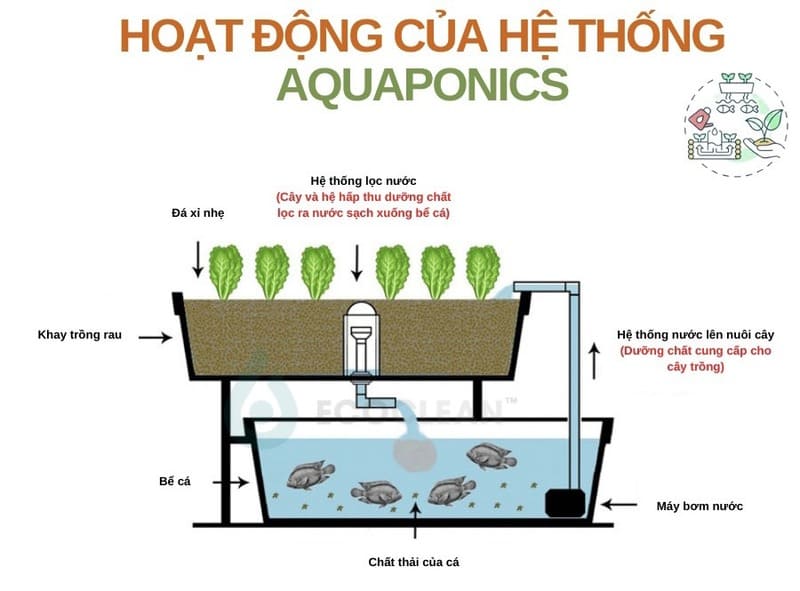 HOẠT ĐỘNG CỦA HỆ THỐNG
AQUAPONICS
Hệ thống lọc nước
(Cây và hệ hấp thu dưỡng chất
lọc ra nước sạch xuống bể cá)
Đá xỉ nhẹ
Khay trồng rau
Hệ thống nước lên nuôi cây
(Dưỡng chất cung cấp cho
cây trồng)
ECOCLEAN™
Bể cá
Máy bơm nước
Chất thải của cá